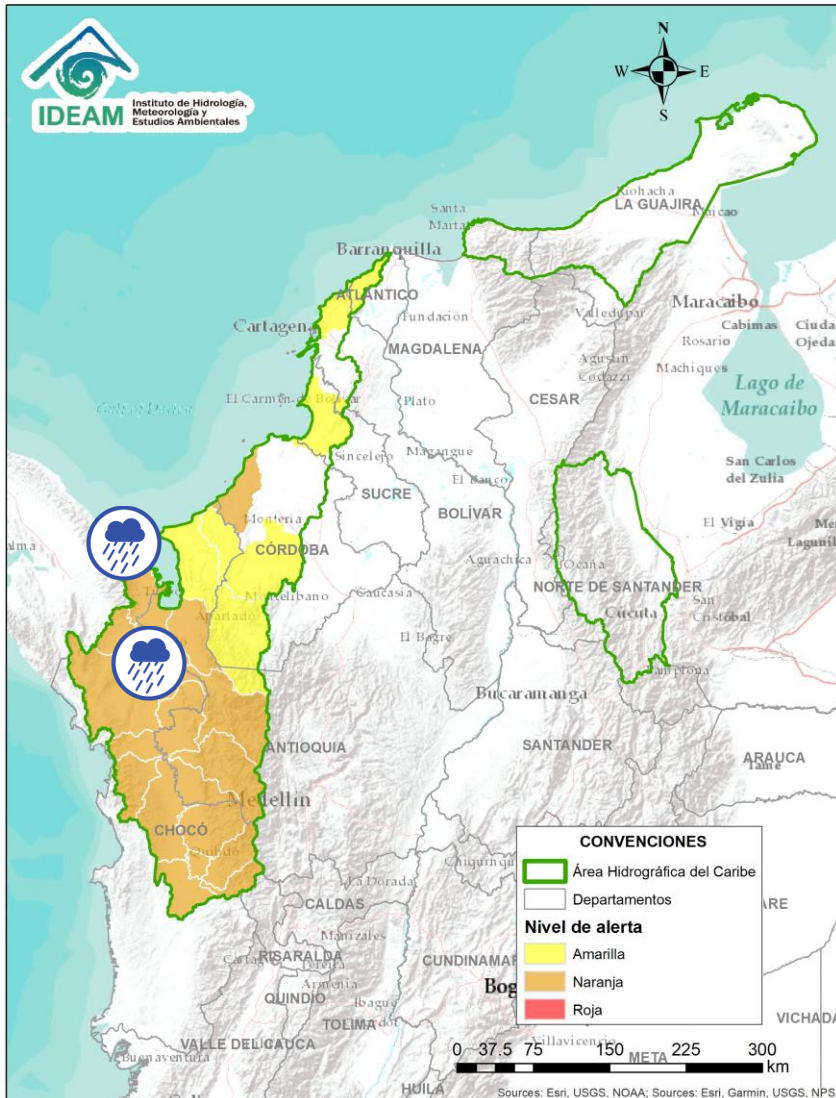 IDEAM
Instituto de Hidrología,
Meteorología y
Estudios Ambientales
N
W
E
S
Riohacha
LA GUAJIRA
Maicao
Santa
Marta
Barranquilla
ATLÁNTICO
Cartagena
Fundación
MAGDALENA
Valledupar
Maracaibo
Cabimas
Ciudad
Ojeda
Rosario
Machiques
Agustín
Codazzi
CESAR
Lago de
Maracaibo
El Carmen de Bolívar
Plato
Sincelejo
Magangué
El Banco
SUCRE
BOLÍVAR
San Carlos
del Zulia
El Vigía
Montería
CÓRDOBA
Aguachica
Ocaña
NORTE DE SANTANDER
Cúcuta
San
Cristóbal
Montelíbano
Caucasia
Apartadó
El Bagre
Pamplona
Bucaramanga
SANTANDER
ANTIOQUIA
ARAUCA
Tame
Medellín
CHOCÓ
Quibdó
La Dorada
CALDAS
Manizales
RISARALDA
Pereira
Armenia
QUINDÍO
Ibagué
TOLIMA
CUNDINAMAR
Bog
VALLE DEL CAUCA
Buenaventura
Villavicencio
META
VICHADA
HUILA
CONVENCIONES
Área Hidrográfica del Caribe
Departamentos
Nivel de alerta
Amarilla
Naranja
Roja
0 37.5 75 150 225 300
km
Sources: Esri, USGS, NOAA; Sources: Esri, Garmin, USGS, NPS